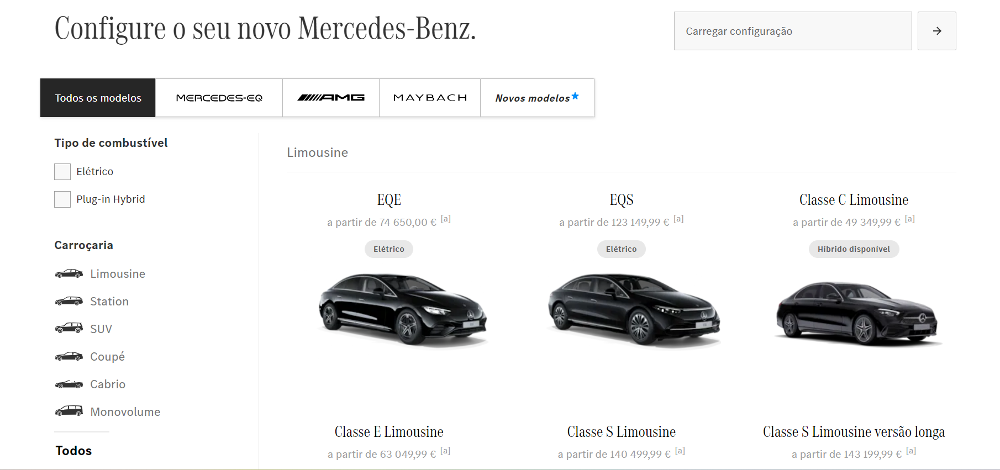 Configure o seu novo Mercedes-Benz.
Carregar configuração
Todos os modelos
MERCEDES-EQ
AMG
MAYBACH
Novos modelos
Tipo de combustível
Elétrico
Plug-in Hybrid
Carroçaria
Limousine
Station
SUV
Coupé
Cabrio
Monovolume
Todos
Limousine
EQE
a partir de 74 650,00 € [a]
Elétrico
EQS
a partir de 123 149,99 € [a]
Elétrico
Classe C Limousine
a partir de 49 349,99 € [a]
Híbrido disponível
Classe E Limousine
a partir de 63 049,99 € [a]
Classe S Limousine
a partir de 140 499,99 € [a]
Classe S Limousine versão longa
a partir de 143 199,99 € [a]